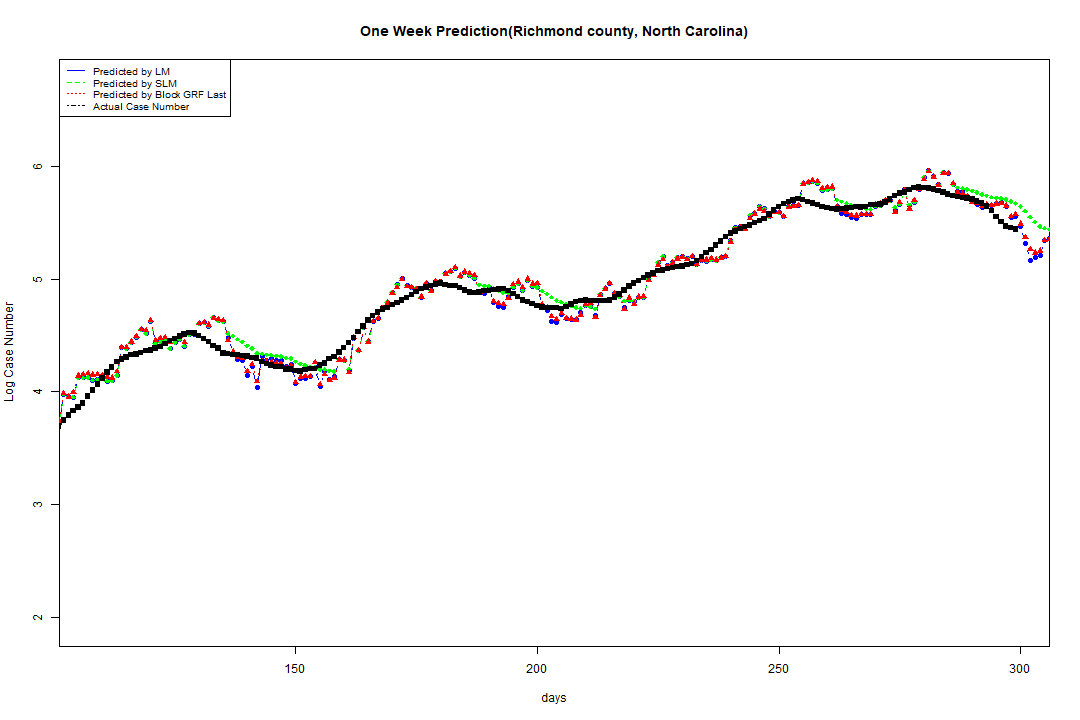 One Week Prediction(Richmond county, North Carolina)
Predicted by LM
Predicted by SLM
Predicted by Block GRF Last
Actual Case Number
6
5
4
3
2
Log Case Number
150 200 250 300
days